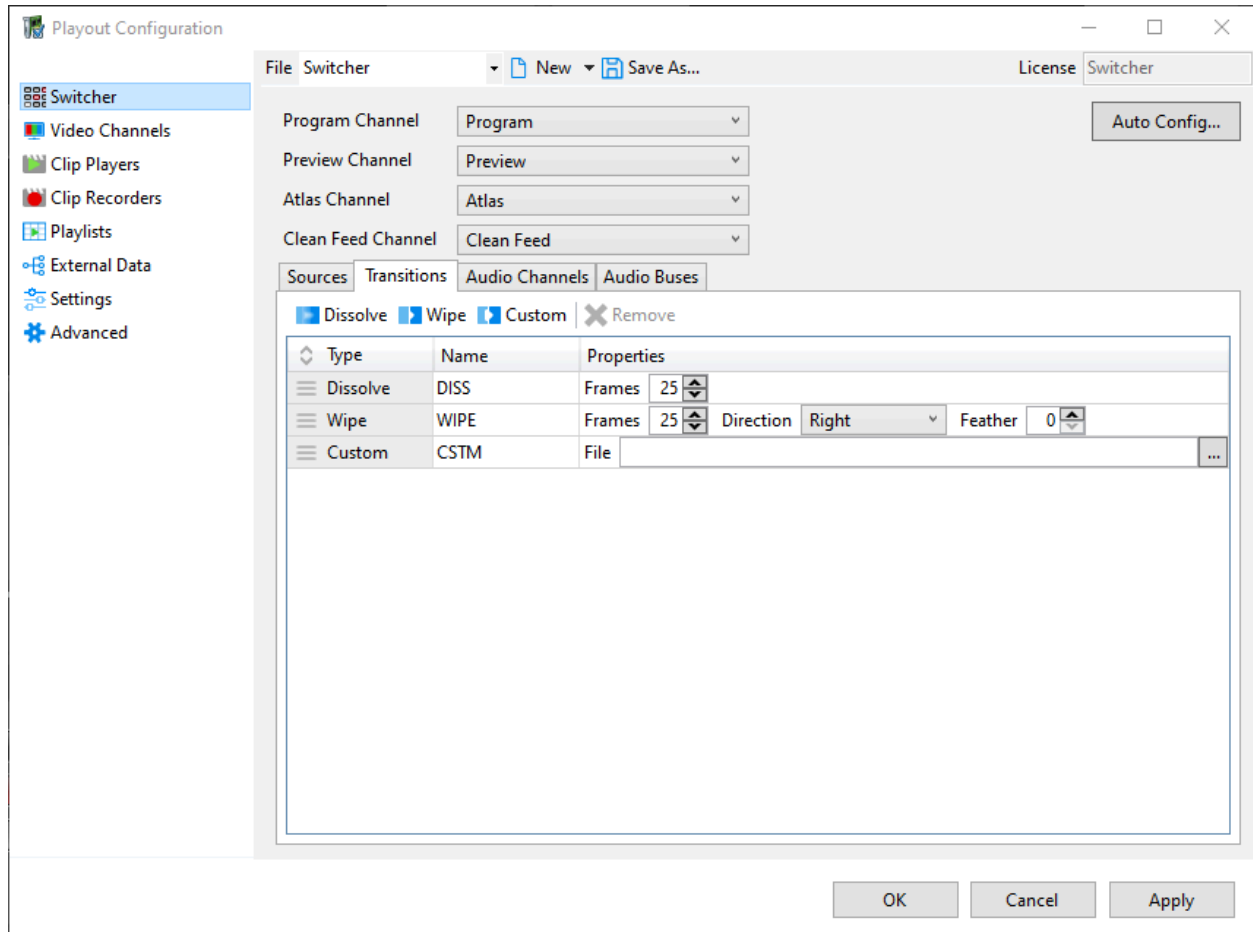 Playout Configuration
File Switcher New Save As... License Switcher
Switcher
Video Channels
Clip Players
Clip Recorders
Playlists
External Data
Settings
Advanced
Program Channel Program Auto Config...
Preview Channel Preview
Atlas Channel Atlas
Clean Feed Channel Clean Feed
Sources Transitions Audio Channels Audio Buses
Dissolve Wipe Custom Remove
Type Name Properties
Dissolve DISS Frames 25
Wipe WIPE Frames 25 Direction Right Feather 0
Custom CSTM File ...
OK Cancel Apply